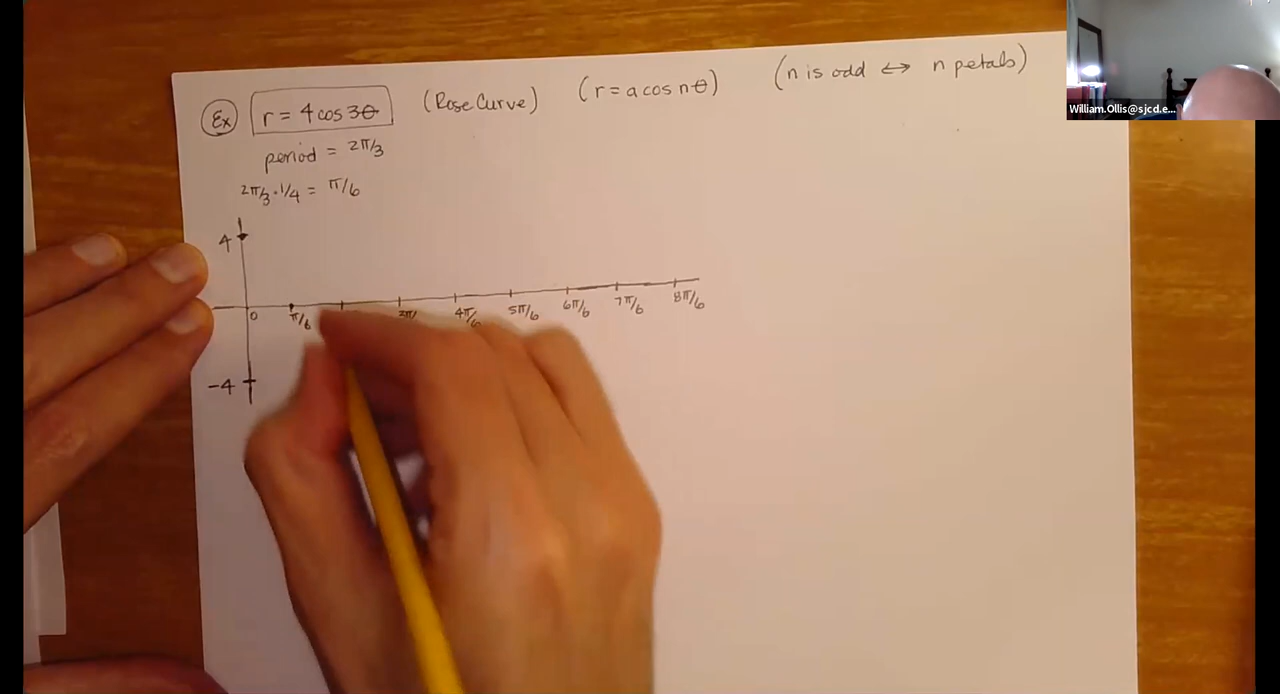 Ex r = 4 cos 3θ (Rose Curve) (r = a cos nθ) (n is odd ↔ n petals)
William.Ollis@sjcd.e...
period = 2π/3
2π/3 · 1/4 = π/6
4
0 π/6 4π/6 5π/6 6π/6 7π/6 8π/6
-4